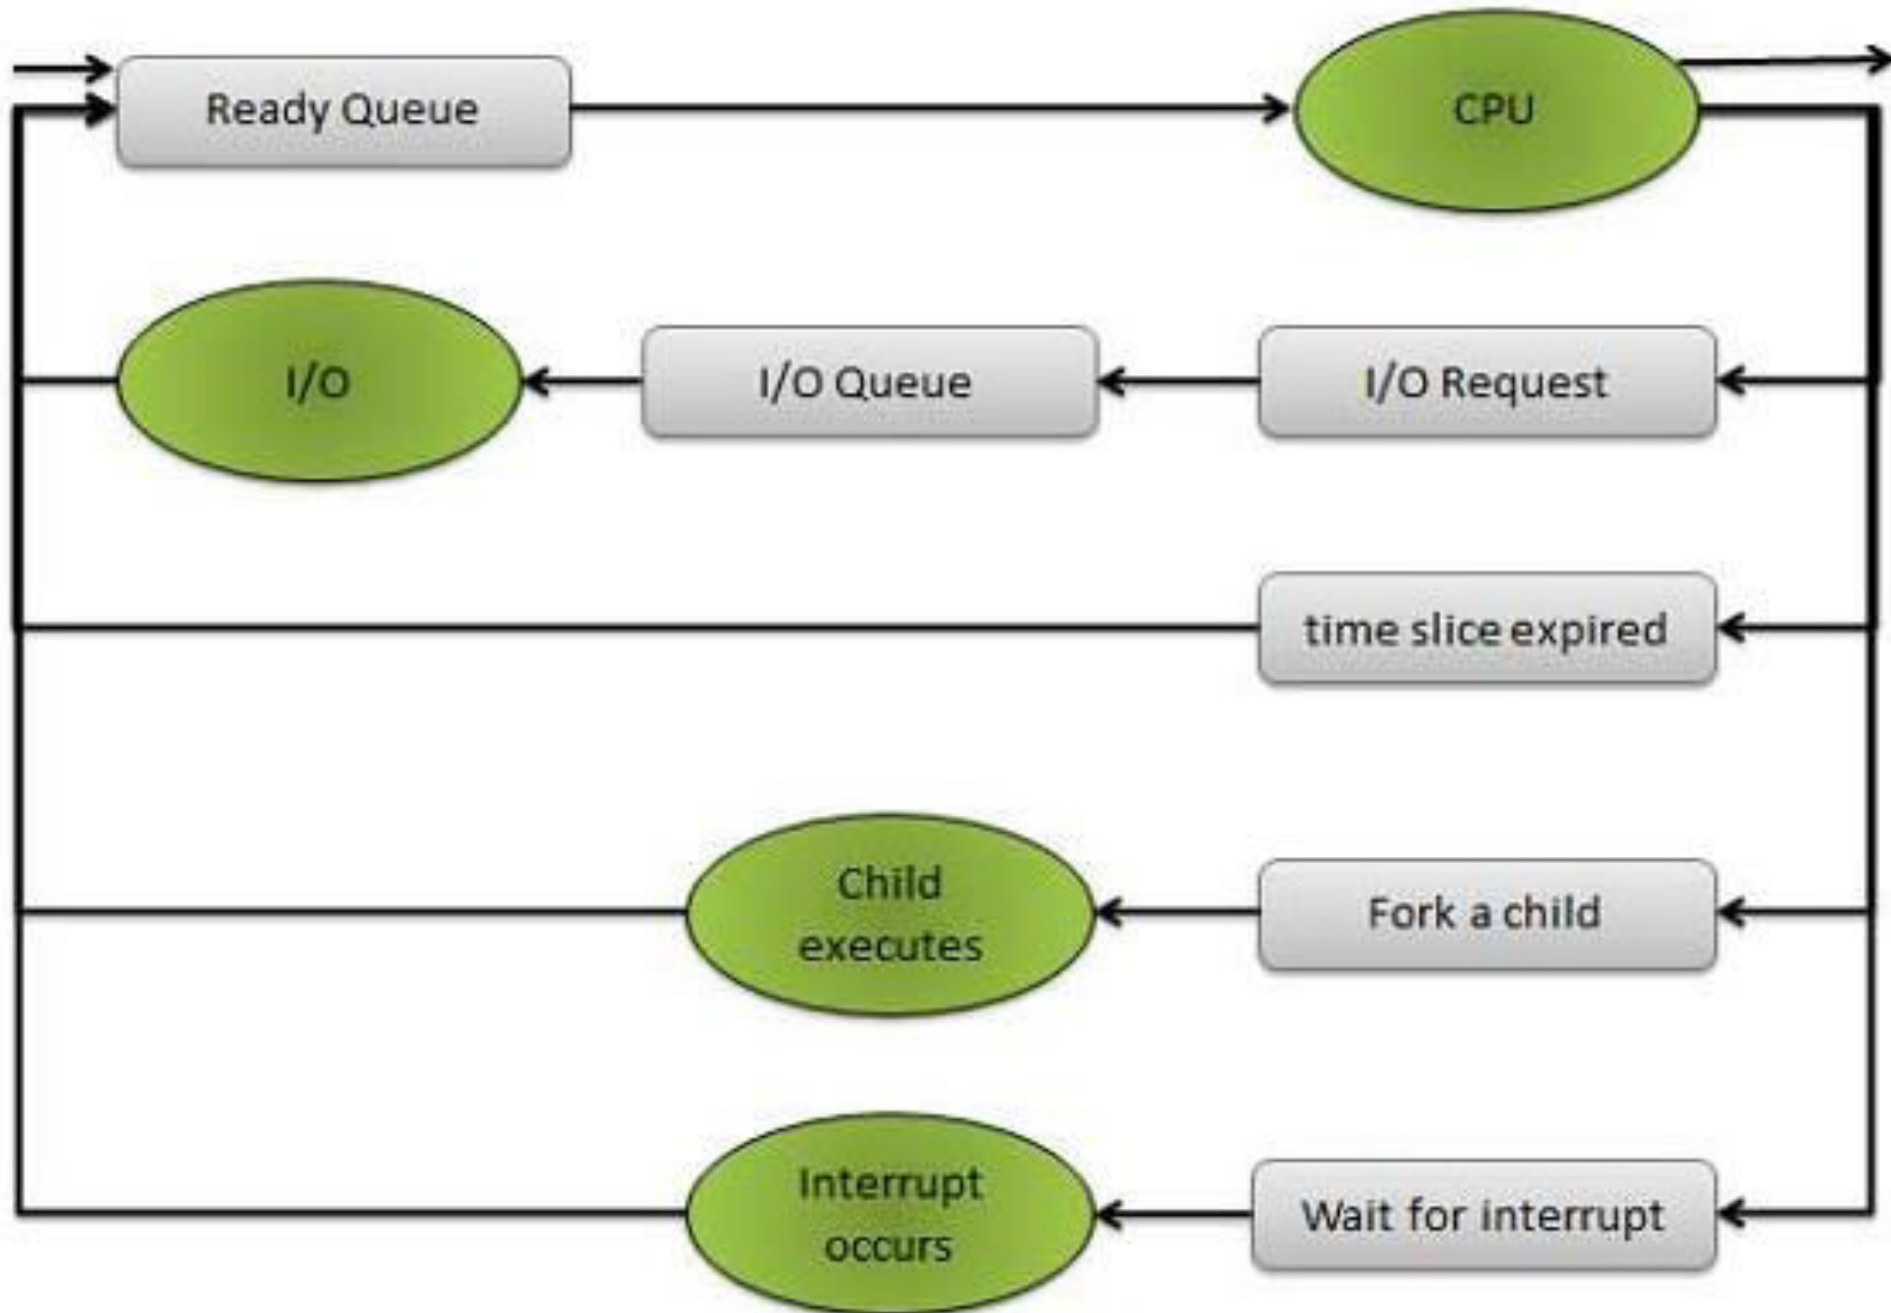 Ready Queue
CPU
I/O
I/O Queue
I/O Request
time slice expired
Child
executes
Fork a child
Interrupt
occurs
Wait for interrupt